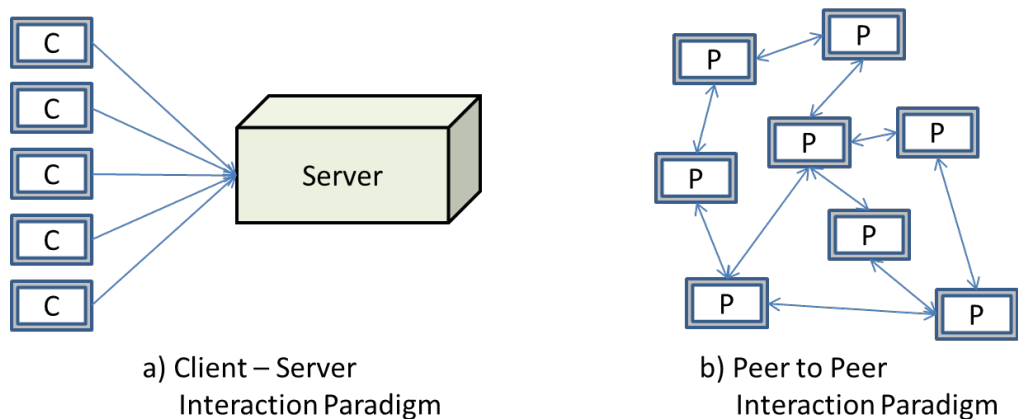 C
C
C
C
C
Server
a) Client – Server
Interaction Paradigm
P
P
P
P
P
P
P
P
b) Peer to Peer
Interaction Paradigm